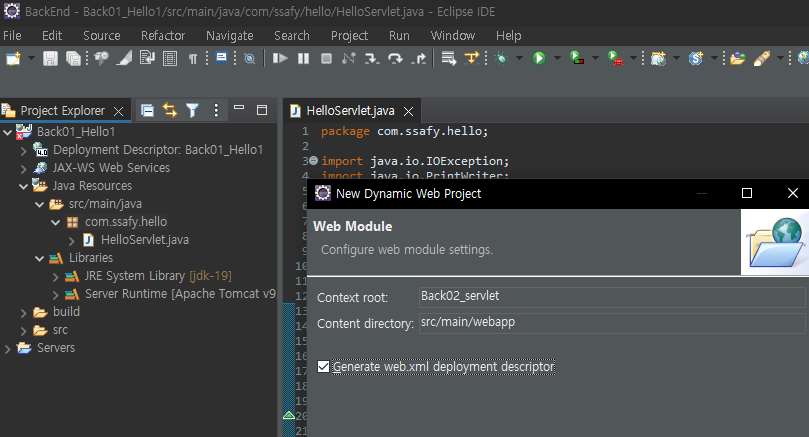 BackEnd - Back01_Hello1/src/main/java/com/ssafy/hello/HelloServlet.java - Eclipse IDE
File Edit Source Refactor Navigate Search Project Run Window Help
Project Explorer
Back01_Hello1
Deployment Descriptor: Back01_Hello1
JAX-WS Web Services
Java Resources
src/main/java
com.ssafy.hello
HelloServlet.java
Libraries
JRE System Library [jdk-19]
Server Runtime [Apache Tomcat v9
build
src
Servers
HelloServlet.java
1 package com.ssafy.hello;
2
3 import java.io.IOException;
4 import java.io.PrintWriter;
5
6
7
8
9
10
11
12
13
14
15
16
17
18
19
20
21
New Dynamic Web Project
Web Module
Configure web module settings.
Context root: Back02_servlet
Content directory: src/main/webapp
Generate web.xml deployment descriptor